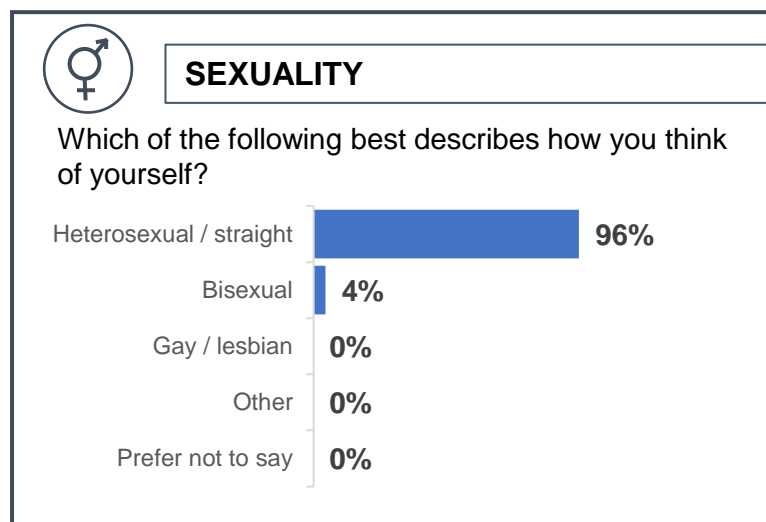 SEXUALITY
Which of the following best describes how you think
of yourself?
Heterosexual / straight 96%
Bisexual 4%
Gay / lesbian 0%
Other 0%
Prefer not to say 0%